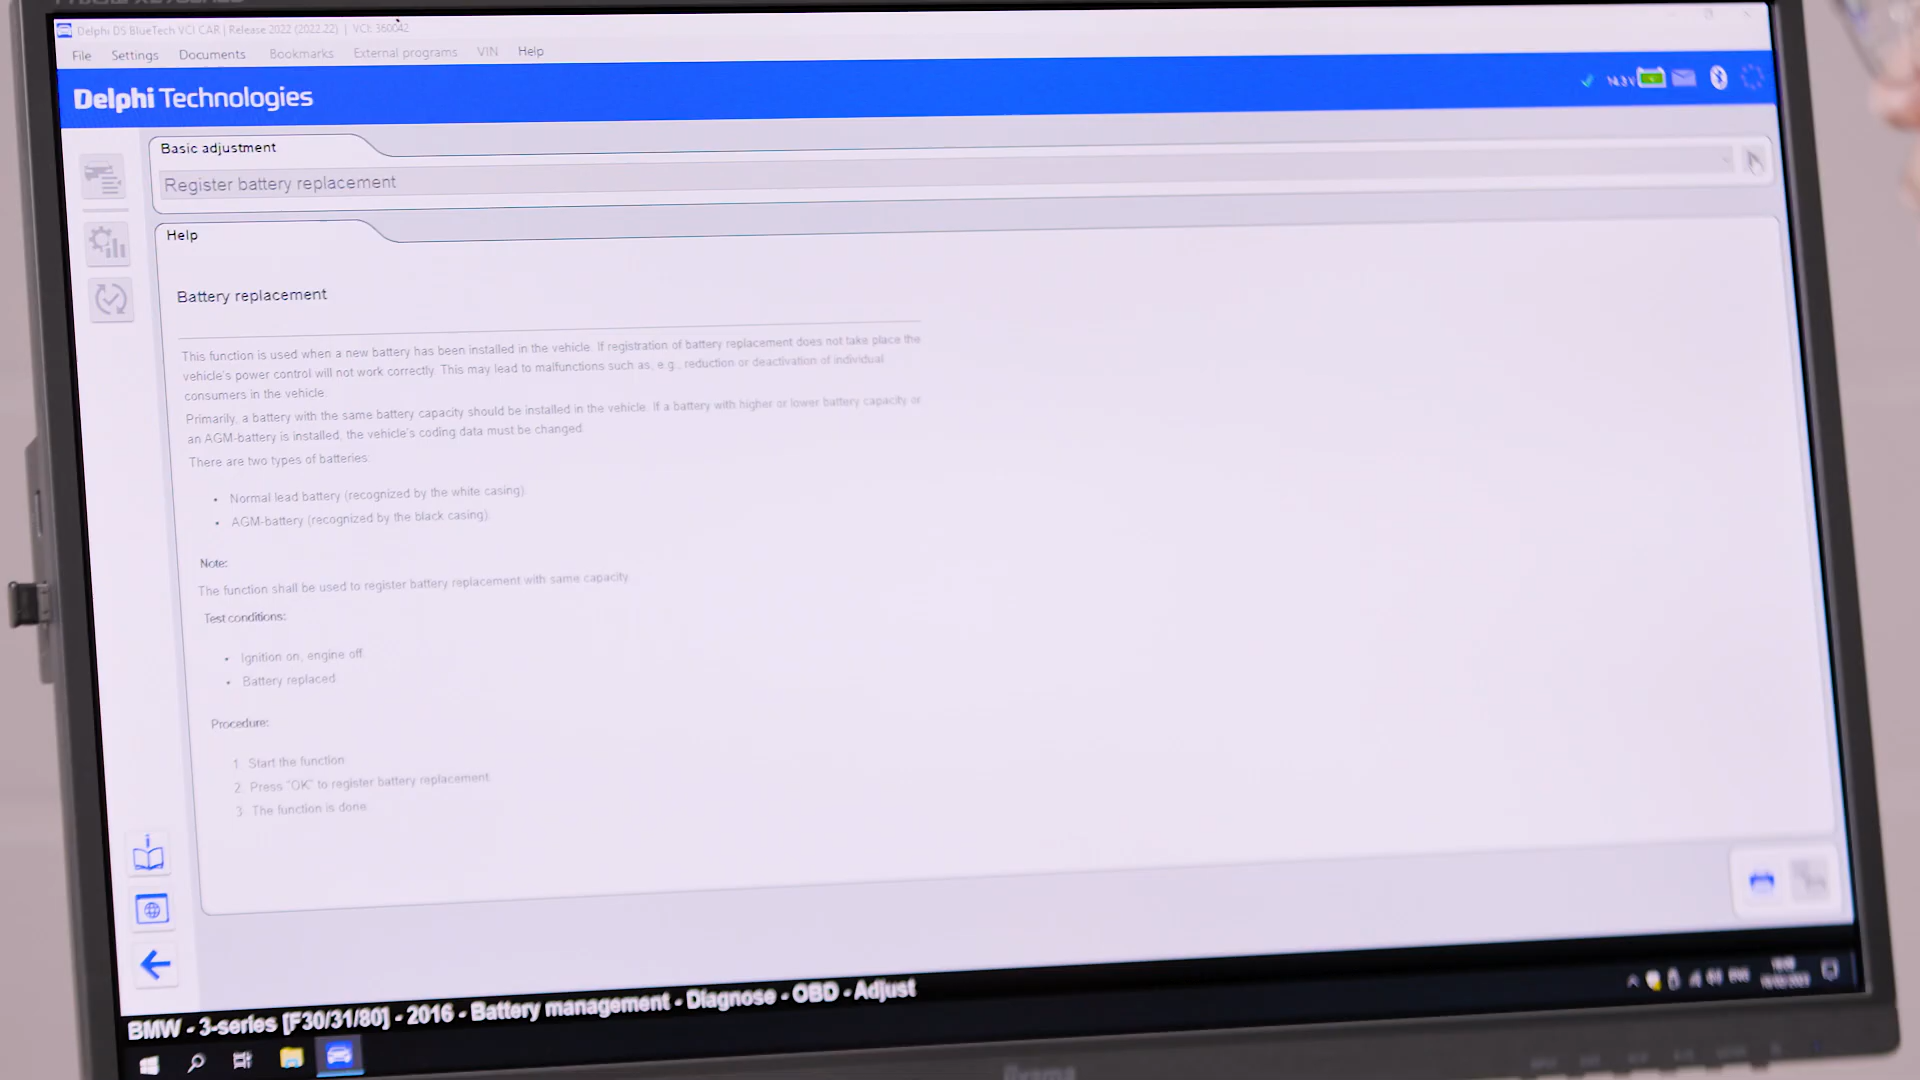 Delphi DS BlueTech VCI CAR | Release 2022 (2022.22) | VCI: 360042
File Settings Documents Bookmarks External programs VIN Help
Delphi Technologies
14.3V
Basic adjustment
Register battery replacement
Help
Battery replacement
This function is used when a new battery has been installed in the vehicle. If registration of battery replacement does not take place the
vehicle's power control will not work correctly. This may lead to malfunctions such as, e.g., reduction or deactivation of individual
consumers in the vehicle.
Primarily, a battery with the same battery capacity should be installed in the vehicle. If a battery with higher or lower battery capacity or
an AGM-battery is installed, the vehicle's coding data must be changed.
There are two types of batteries:
• Normal lead battery (recognized by the white casing).
• AGM-battery (recognized by the black casing).
Note:
The function shall be used to register battery replacement with same capacity.
Test conditions:
• Ignition on, engine off.
• Battery replaced.
Procedure:
1. Start the function.
2. Press "OK" to register battery replacement.
3. The function is done.
BMW - 3-series [F30/31/80] - 2016 - Battery management - Diagnose - OBD - Adjust
ENG